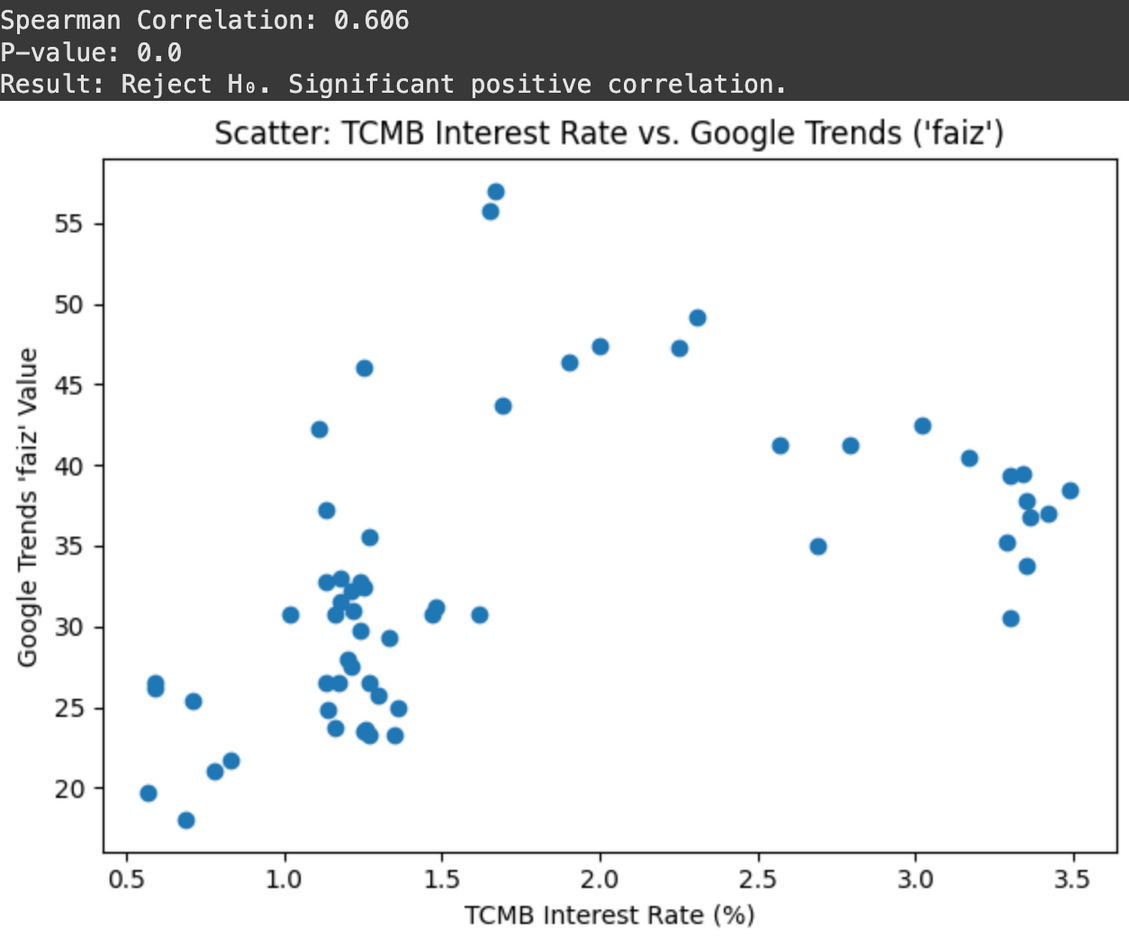 Spearman Correlation: 0.606
P-value: 0.0
Result: Reject H₀. Significant positive correlation.
Scatter: TCMB Interest Rate vs. Google Trends ('faiz')
55
50
45
40
35
30
25
20
Google Trends 'faiz' Value
0.5 1.0 1.5 2.0 2.5 3.0 3.5
TCMB Interest Rate (%)